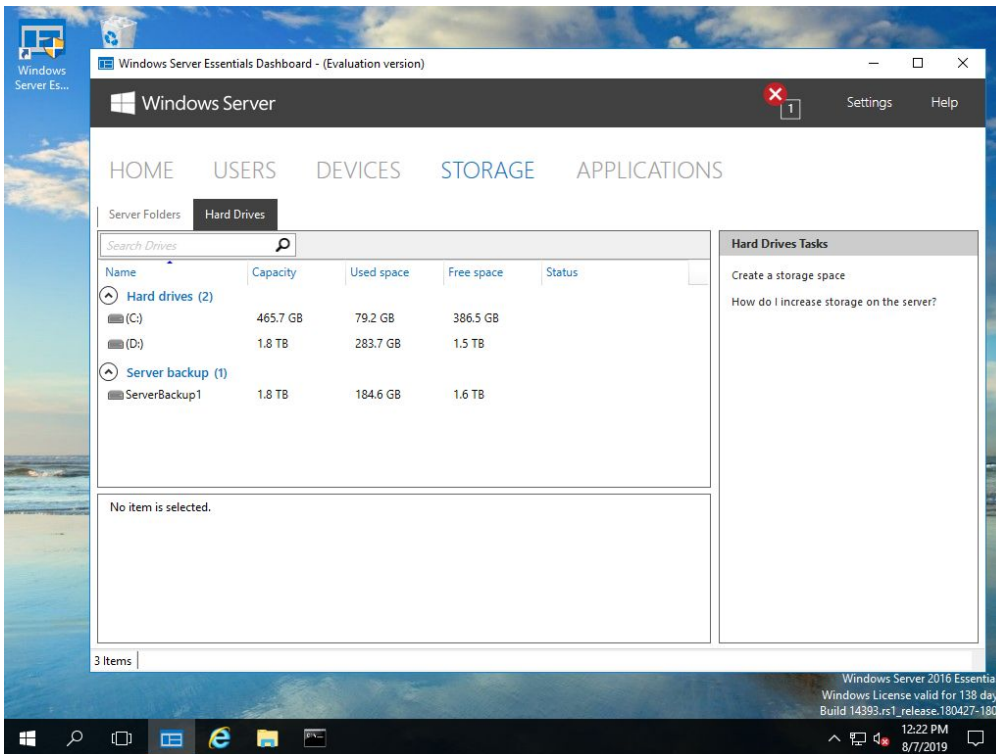 Windows
Server Es...
Windows Server Essentials Dashboard - (Evaluation version)
Windows Server
1
Settings
Help
HOME
USERS
DEVICES
STORAGE
APPLICATIONS
Server Folders
Hard Drives
Search Drives
Name Capacity Used space Free space Status
Hard drives (2)
(C:) 465.7 GB 79.2 GB 386.5 GB
(D:) 1.8 TB 283.7 GB 1.5 TB
Server backup (1)
ServerBackup1 1.8 TB 184.6 GB 1.6 TB
Hard Drives Tasks
Create a storage space
How do I increase storage on the server?
No item is selected.
3 Items
Windows Server 2016 Essentia
Windows License valid for 138 day
Build 14393.rs1_release.180427-180
12:22 PM
8/7/2019